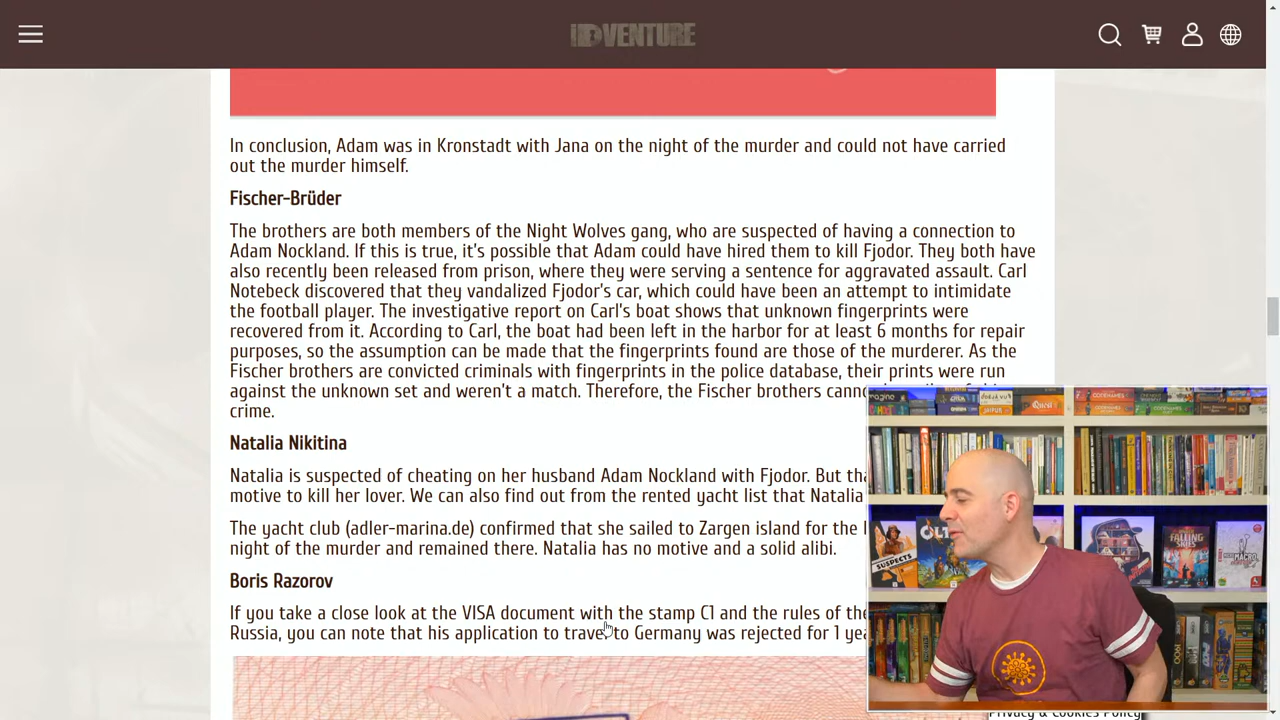 iDVENTURE
In conclusion, Adam was in Kronstadt with Jana on the night of the murder and could not have carried
out the murder himself.
Fischer-Brüder
The brothers are both members of the Night Wolves gang, who are suspected of having a connection to
Adam Nockland. If this is true, it's possible that Adam could have hired them to kill Fjodor. They both have
also recently been released from prison, where they were serving a sentence for aggravated assault. Carl
Notebeck discovered that they vandalized Fjodor's car, which could have been an attempt to intimidate
the football player. The investigative report on Carl's boat shows that unknown fingerprints were
recovered from it. According to Carl, the boat had been left in the harbor for at least 6 months for repair
purposes, so the assumption can be made that the fingerprints found are those of the murderer. As the
Fischer brothers are convicted criminals with fingerprints in the police database, their prints were run
against the unknown set and weren't a match. Therefore, the Fischer brothers
crime.
Natalia Nikitina
Natalia is suspected of cheating on her husband Adam Nockland with Fjodor. But
motive to kill her lover. We can also find out from the rented yacht list that Natalia
The yacht club (adler-marina.de) confirmed that she sailed to Zargen island for the
night of the murder and remained there. Natalia has no motive and a solid alibi.
Boris Razorov
If you take a close look at the VISA document with the stamp C1 and the rules of the
Russia, you can note that his application to travel to Germany was rejected for 1
SUSPECTS
FALLING
Privacy & Cookies Policy